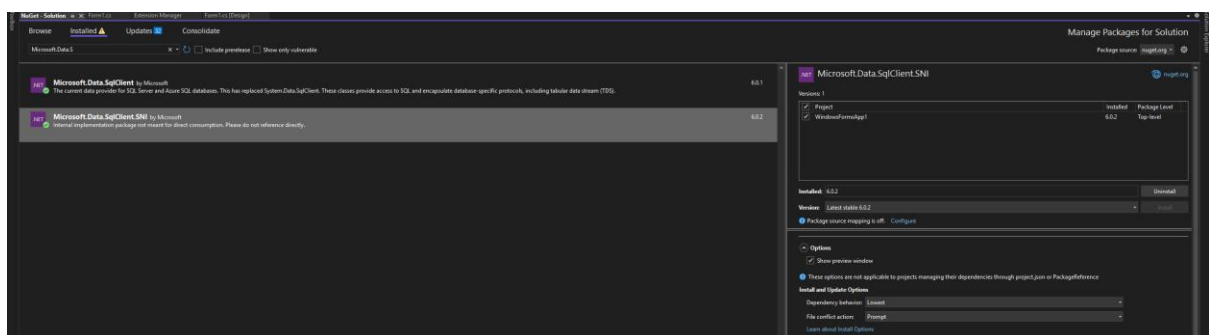 NuGet - Solution Form1.cs Extension Manager Form1.cs [Design]
Browse Installed Updates 32 Consolidate
Manage Packages for Solution
Microsoft.Data.S Include prerelease Show only vulnerable
Package source: nuget.org
.NET Microsoft.Data.SqlClient by Microsoft 6.0.1
The current data provider for SQL Server and Azure SQL databases. This has replaced System.Data.SqlClient. These classes provide access to SQL and encapsulate database-specific protocols, including tabular data stream (TDS).
.NET Microsoft.Data.SqlClient.SNI by Microsoft 6.0.2
Internal implementation package not meant for direct consumption. Please do not reference directly.
.NET Microsoft.Data.SqlClient.SNI nuget.org
Versions: 1
Project Installed Package Level
WindowsFormsApp1 6.0.2 Top-level
Installed: 6.0.2 Uninstall
Version: Latest stable 6.0.2 Install
Package source mapping is off. Configure
Options
Show preview window
These options are not applicable to projects managing their dependencies through project.json or PackageReference
Install and Update Options
Dependency behavior: Lowest
File conflict action: Prompt
Learn about Install Options
Solution Explorer